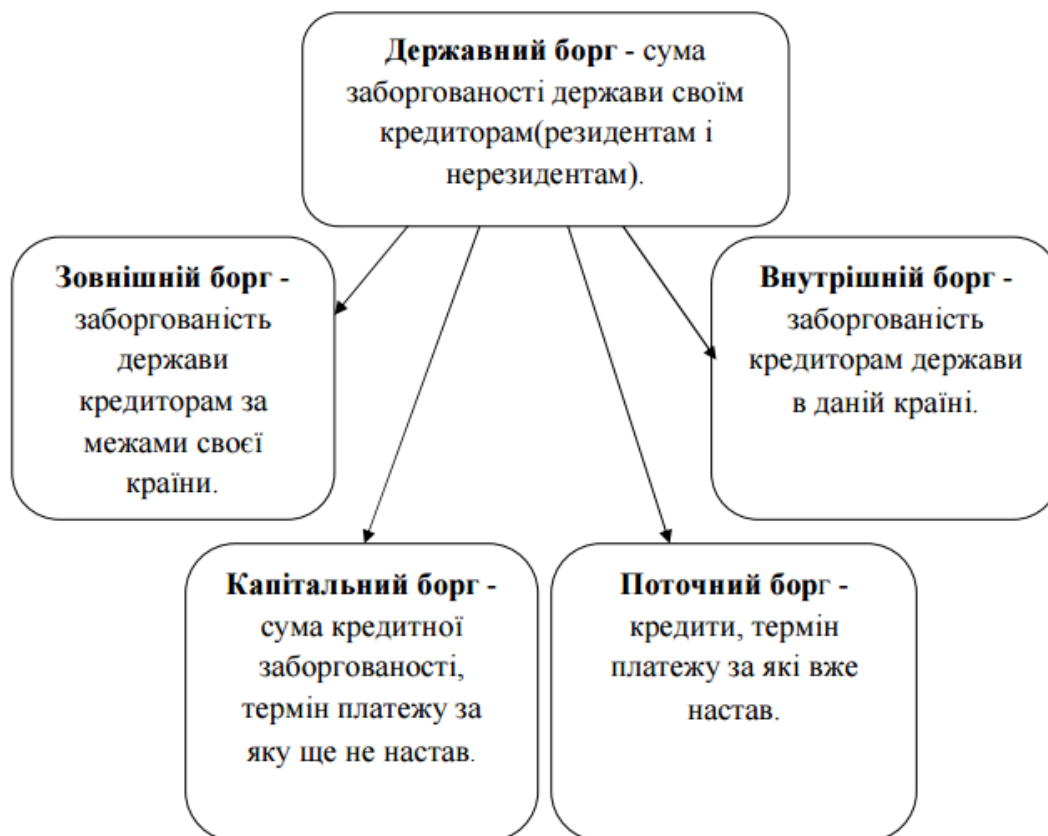 Державний борг - сума
заборгованості держави своїм
кредиторам(резидентам і
нерезидентам).
Зовнішній борг -
заборгованість
держави
кредиторам за
межами своєї
країни.
Внутрішній борг -
заборгованість
кредиторам держави
в даній країні.
Капітальний борг -
сума кредитної
заборгованості,
термін платежу за
яку ще не настав.
Поточний борг -
кредити, термін
платежу за які вже
настав.